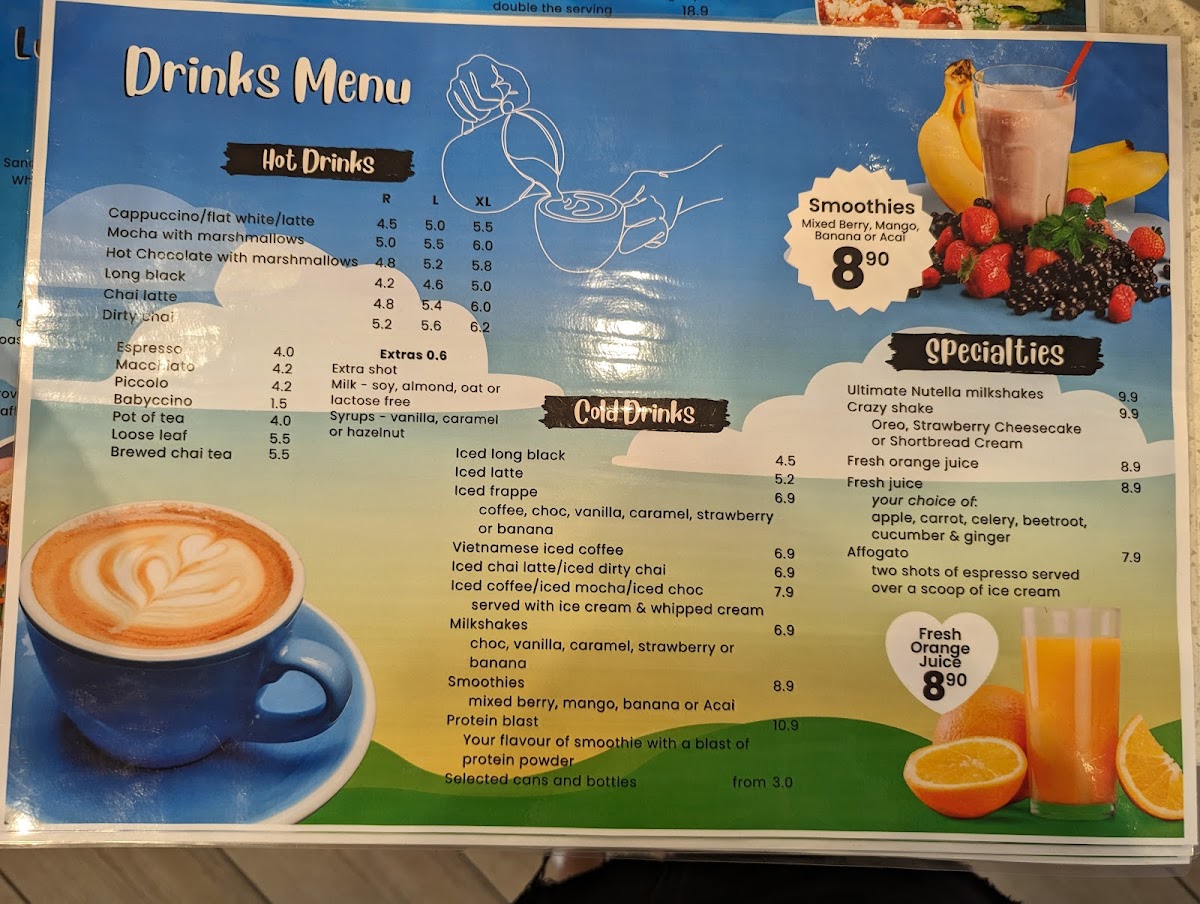 double the serving 18.9
Drinks Menu
Hot Drinks
R L XL
Cappuccino/flat white/latte 4.5 5.0 5.5
Mocha with marshmallows 5.0 5.5 6.0
Hot Chocolate with marshmallows 4.8 5.2 5.8
Long black 4.2 4.6 5.0
Chai latte 4.8 5.4 6.0
Dirty chai 5.2 5.6 6.2
Espresso 4.0
Macchiato 4.2
Piccolo 4.2
Babyccino 1.5
Pot of tea 4.0
Loose leaf 5.5
Brewed chai tea 5.5
Extras 0.6
Extra shot
Milk - soy, almond, oat or
lactose free
Syrups - vanilla, caramel
or hazelnut
Cold Drinks
Iced long black 4.5
Iced latte 5.2
Iced frappe 6.9
coffee, choc, vanilla, caramel, strawberry
or banana
Vietnamese iced coffee 6.9
Iced chai latte/iced dirty chai 6.9
Iced coffee/iced mocha/iced choc 7.9
served with ice cream & whipped cream
Milkshakes 6.9
choc, vanilla, caramel, strawberry or
banana
Smoothies 8.9
mixed berry, mango, banana or Acai
Protein blast 10.9
Your flavour of smoothie with a blast of
protein powder
Selected cans and bottles from 3.0
Smoothies
Mixed Berry, Mango,
Banana or Acai
890
Specialties
Ultimate Nutella milkshakes 9.9
Crazy shake 9.9
Oreo, Strawberry Cheesecake
or Shortbread Cream
Fresh orange juice 8.9
Fresh juice 8.9
your choice of:
apple, carrot, celery, beetroot,
cucumber & ginger
Affogato 7.9
two shots of espresso served
over a scoop of ice cream
Fresh
Orange
Juice
890